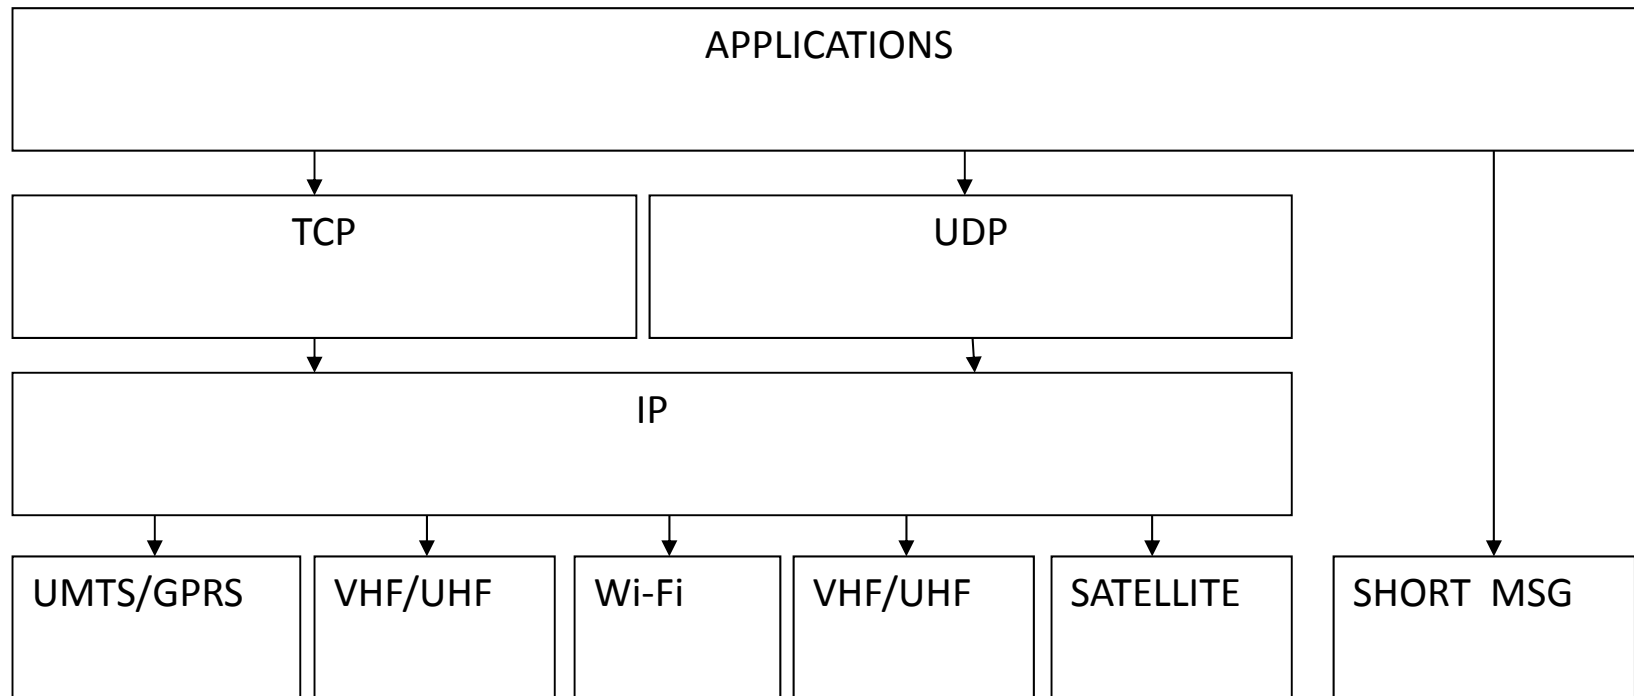 APPLICATIONS
TCP
UDP
IP
UMTS/GPRS
VHF/UHF
Wi-Fi
VHF/UHF
SATELLITE
SHORT MSG